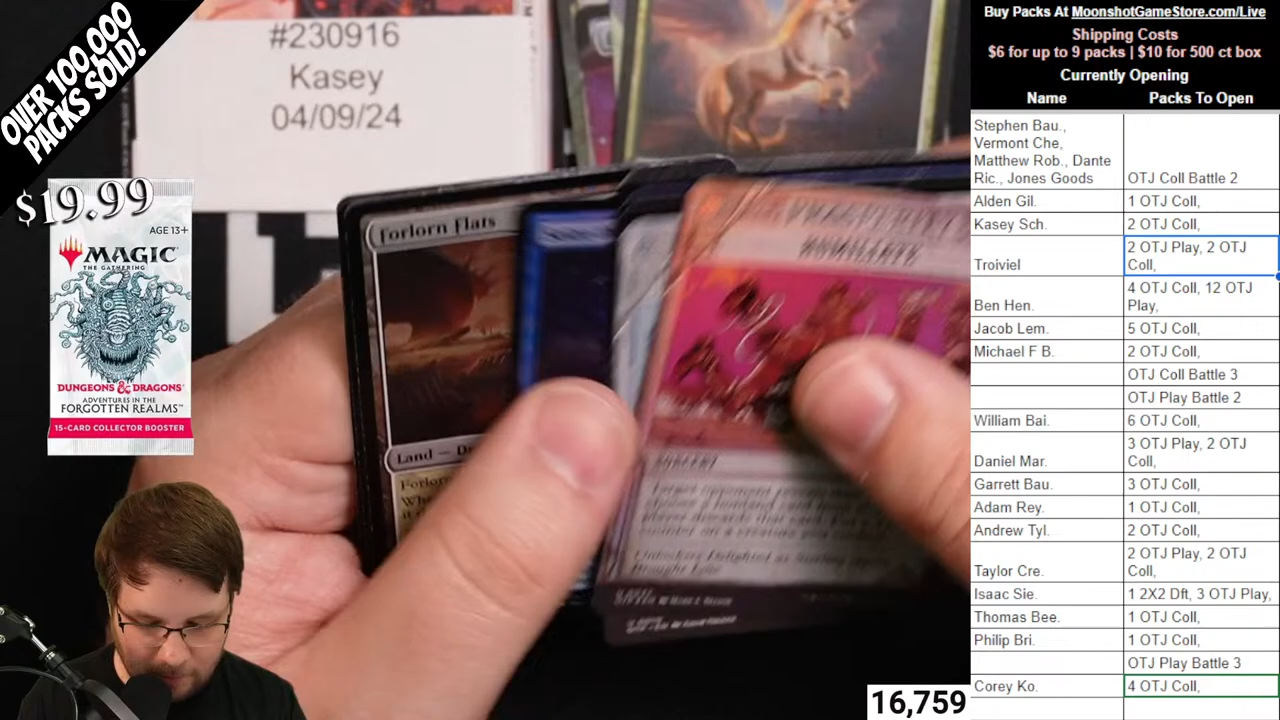 OVER 100,000
PACKS SOLD!
$19.99
AGE 13+
MAGIC
THE GATHERING
DUNGEONS & DRAGONS
ADVENTURES IN THE
FORGOTTEN REALMS™
15-CARD COLLECTOR BOOSTER
#230916
Kasey
04/09/24
Forlorn Flats
Land —
HUMILIATE
SORCERY
16,759
Buy Packs At MoonshotGameStore.com/Live
Shipping Costs
$6 for up to 9 packs | $10 for 500 ct box
Currently Opening
Name Packs To Open
Stephen Bau.,
Vermont Che,
Matthew Rob., Dante
Ric., Jones Goods OTJ Coll Battle 2
Alden Gil. 1 OTJ Coll,
Kasey Sch. 2 OTJ Coll,
Troiviel 2 OTJ Play, 2 OTJ
Coll,
Ben Hen. 4 OTJ Coll, 12 OTJ
Play,
Jacob Lem. 5 OTJ Coll,
Michael F B. 2 OTJ Coll,
OTJ Coll Battle 3
OTJ Play Battle 2
William Bai. 6 OTJ Coll,
Daniel Mar. 3 OTJ Play, 2 OTJ
Coll,
Garrett Bau. 3 OTJ Coll,
Adam Rey. 1 OTJ Coll,
Andrew Tyl. 2 OTJ Coll,
Taylor Cre. 2 OTJ Play, 2 OTJ
Coll,
Isaac Sie. 1 2X2 Dft, 3 OTJ Play,
Thomas Bee. 1 OTJ Coll,
Philip Bri. 1 OTJ Coll,
OTJ Play Battle 3
Corey Ko. 4 OTJ Coll,